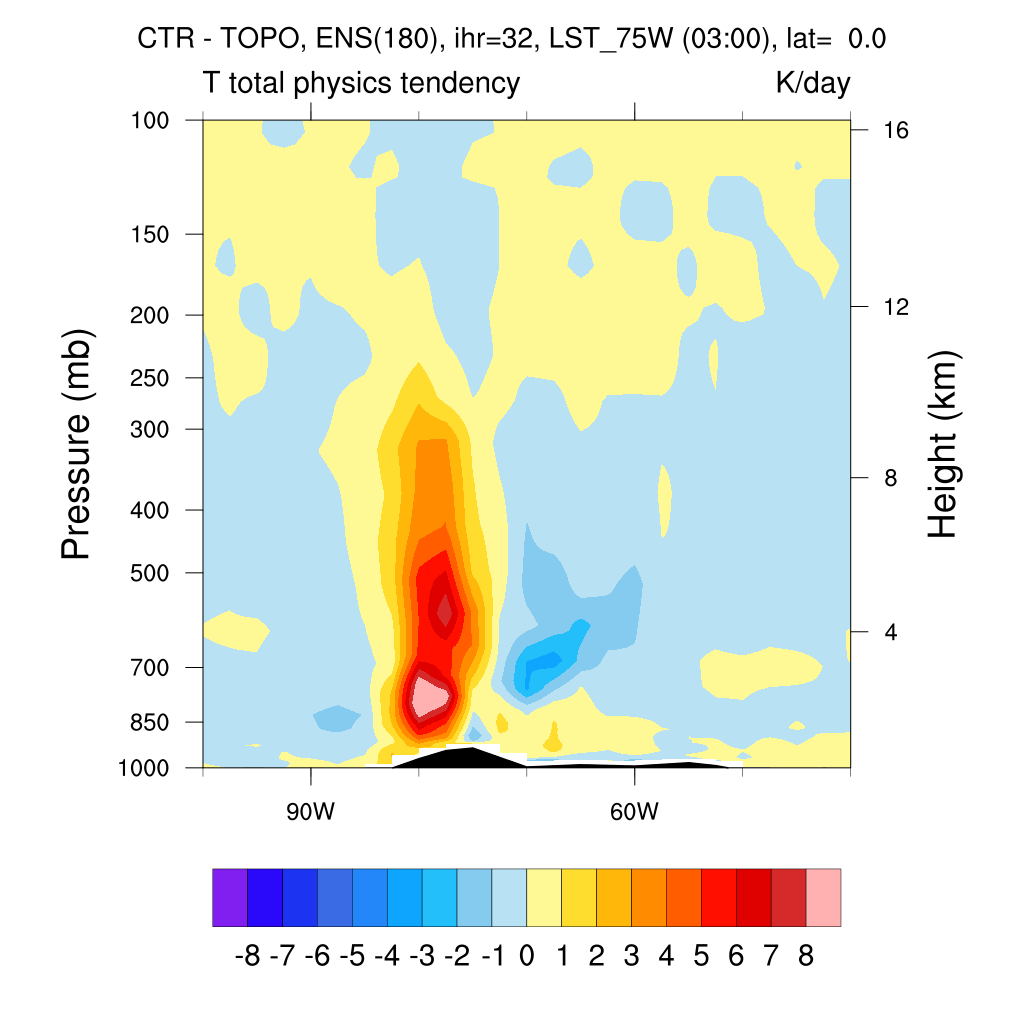 CTR - TOPO, ENS(180), ihr=32, LST_75W (03:00), lat=  0.0
T total physics tendency K/day
100
150
200
250
300
400
500
700
850
1000
Pressure (mb)
16
12
8
4
Height (km)
90W 60W
-8 -7 -6 -5 -4 -3 -2 -1 0 1 2 3 4 5 6 7 8